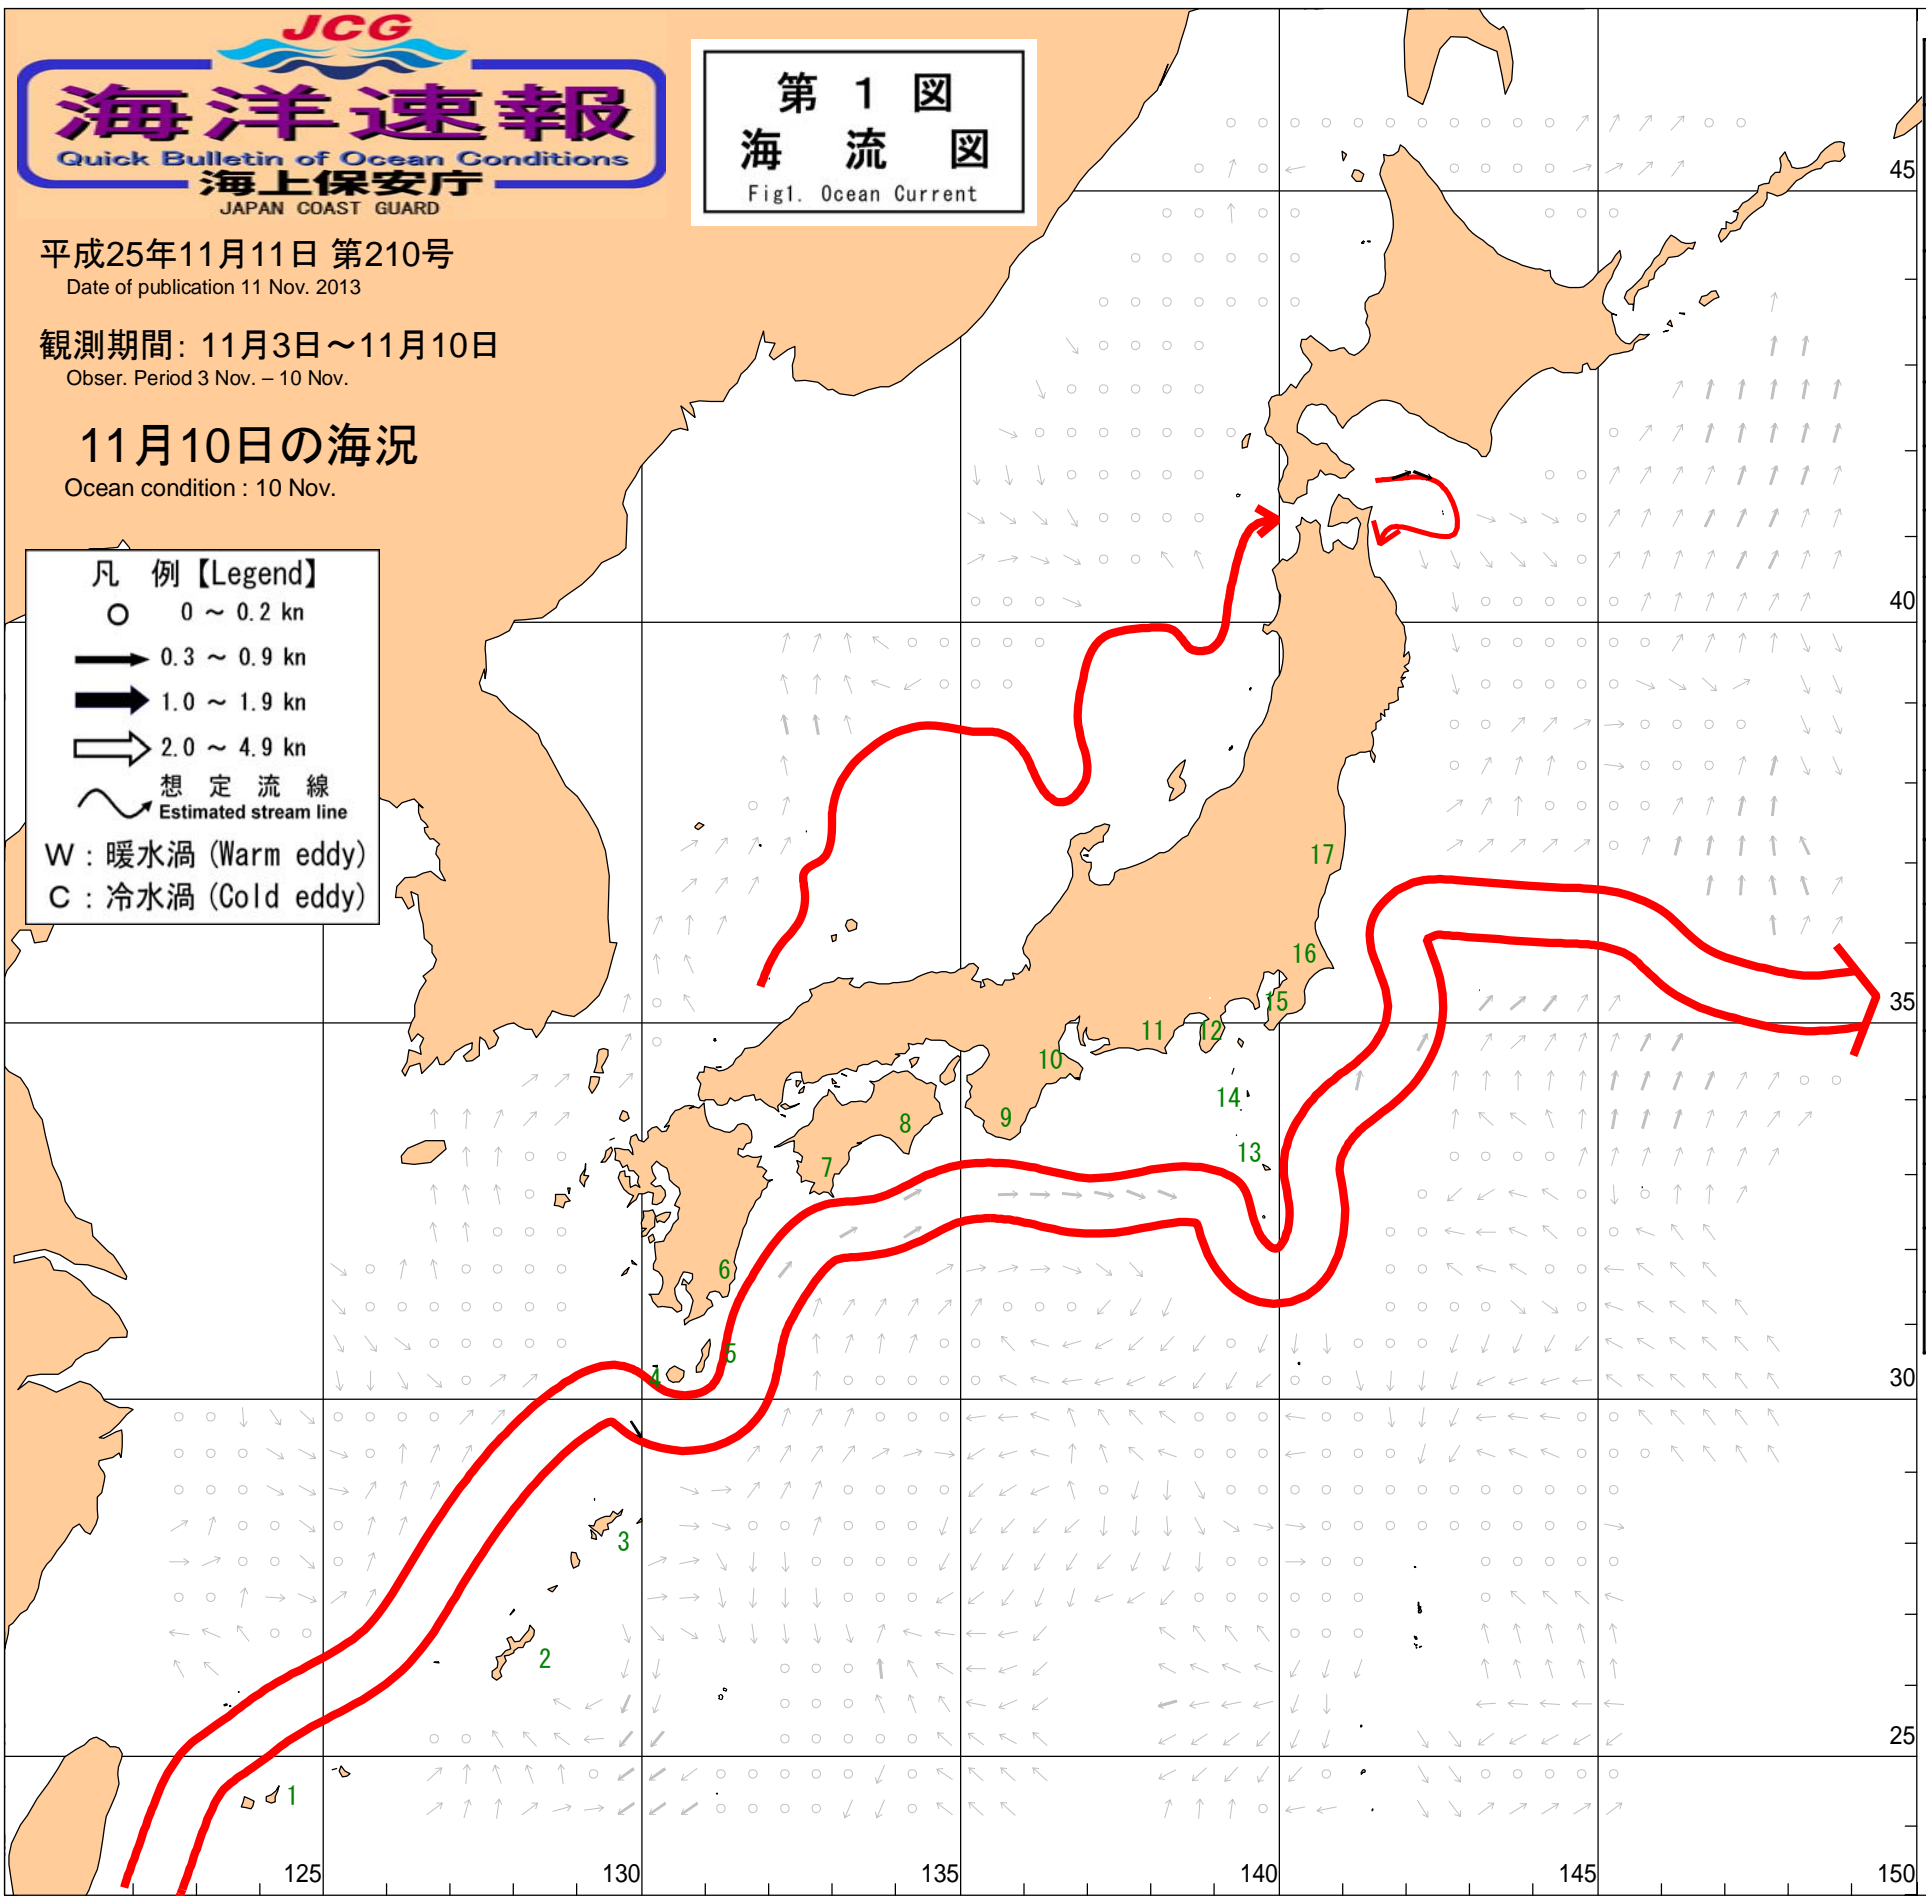 JCG
海洋速報
Quick Bulletin of Ocean Conditions
海上保安庁
JAPAN COAST GUARD
第 1 図
海 流 図
Fig1. Ocean Current
平成25年11月11日 第210号
Date of publication 11 Nov. 2013
観測期間: 11月3日～11月10日
Obser. Period 3 Nov. – 10 Nov.
11月10日の海況
Ocean condition : 10 Nov.
凡 例【Legend】
0 ～ 0.2 kn
0.3 ～ 0.9 kn
1.0 ～ 1.9 kn
2.0 ～ 4.9 kn
想 定 流 線
Estimated stream line
W : 暖水渦 (Warm eddy)
C : 冷水渦 (Cold eddy)
45
40
17
16
35
15
12
11
10
14
9
8
13
7
6
5
4
30
3
2
25
1
125
130
135
140
145
150